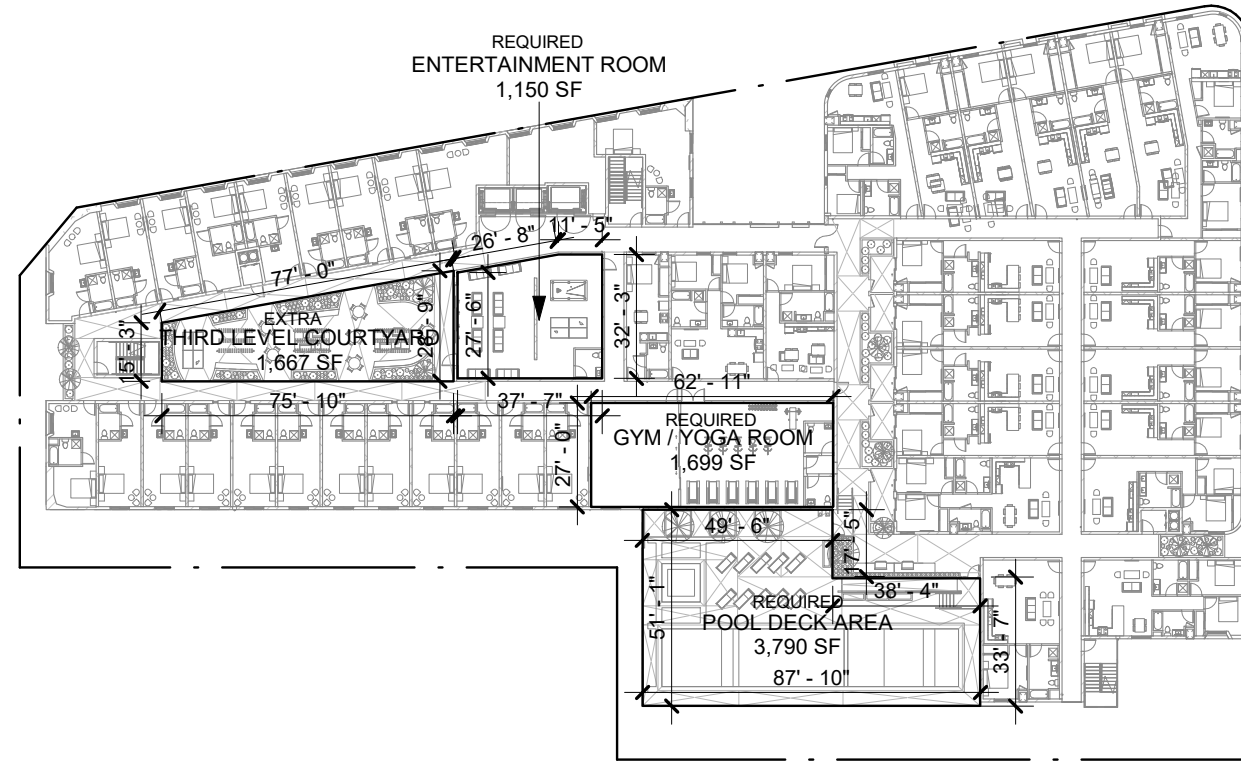 REQUIRED
ENTERTAINMENT ROOM
1,150 SF
11' - 5"
26' - 8"
77' - 0"
EXTRA
THIRD LEVEL COURTYARD
1,667 SF
15' - 3"
28' - 9"
27' - 6"
32' - 3"
75' - 10"
37' - 7"
62' - 11"
27' - 0"
REQUIRED
GYM / YOGA ROOM
1,699 SF
49' - 6"
17' - 5"
38' - 4"
51' - 1"
REQUIRED
POOL DECK AREA
3,790 SF
33' - 7"
87' - 10"